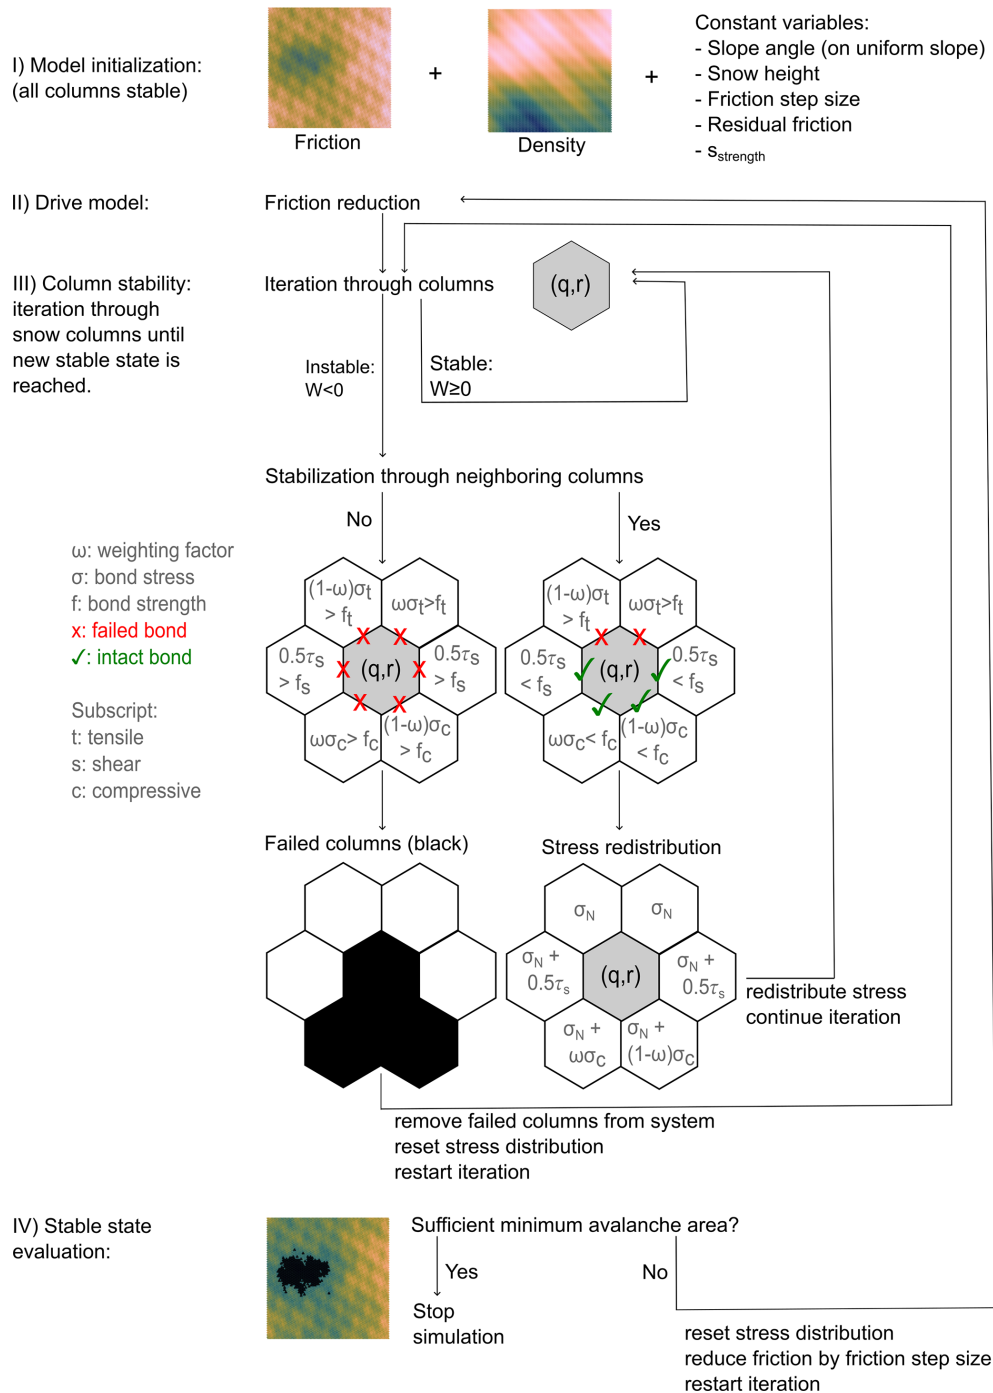 I) Model initialization:
(all columns stable)
+
+
Friction
Density
Constant variables:
- Slope angle (on uniform slope)
- Snow height
- Friction step size
- Residual friction
- s_strength
II) Drive model:
Friction reduction
III) Column stability:
iteration through
snow columns until
new stable state is
reached.
Iteration through columns
(q,r)
Instable:
W<0
Stable:
W≥0
Stabilization through neighboring columns
No
Yes
ω: weighting factor
σ: bond stress
f: bond strength
x: failed bond
✓: intact bond
Subscript:
t: tensile
s: shear
c: compressive
(1-ω)σt
> ft
ωσt>ft
0.5τs
> fs
X
X
X
(q,r)
X
0.5τs
> fs
X
X
ωσc> fc
(1-ω)σc
> fc
(1-ω)σt
> ft
ωσt>ft
X
X
0.5τs
< fs
✓
(q,r)
✓
0.5τs
< fs
✓
✓
ωσc< fc
(1-ω)σc
< fc
Failed columns (black)
Stress redistribution
σN
σN
σN +
0.5τs
(q,r)
σN +
0.5τs
σN +
ωσc
σN +
(1-ω)σc
redistribute stress
continue iteration
remove failed columns from system
reset stress distribution
restart iteration
IV) Stable state
evaluation:
Sufficient minimum avalanche area?
Yes
No
Stop
simulation
reset stress distribution
reduce friction by friction step size
restart iteration